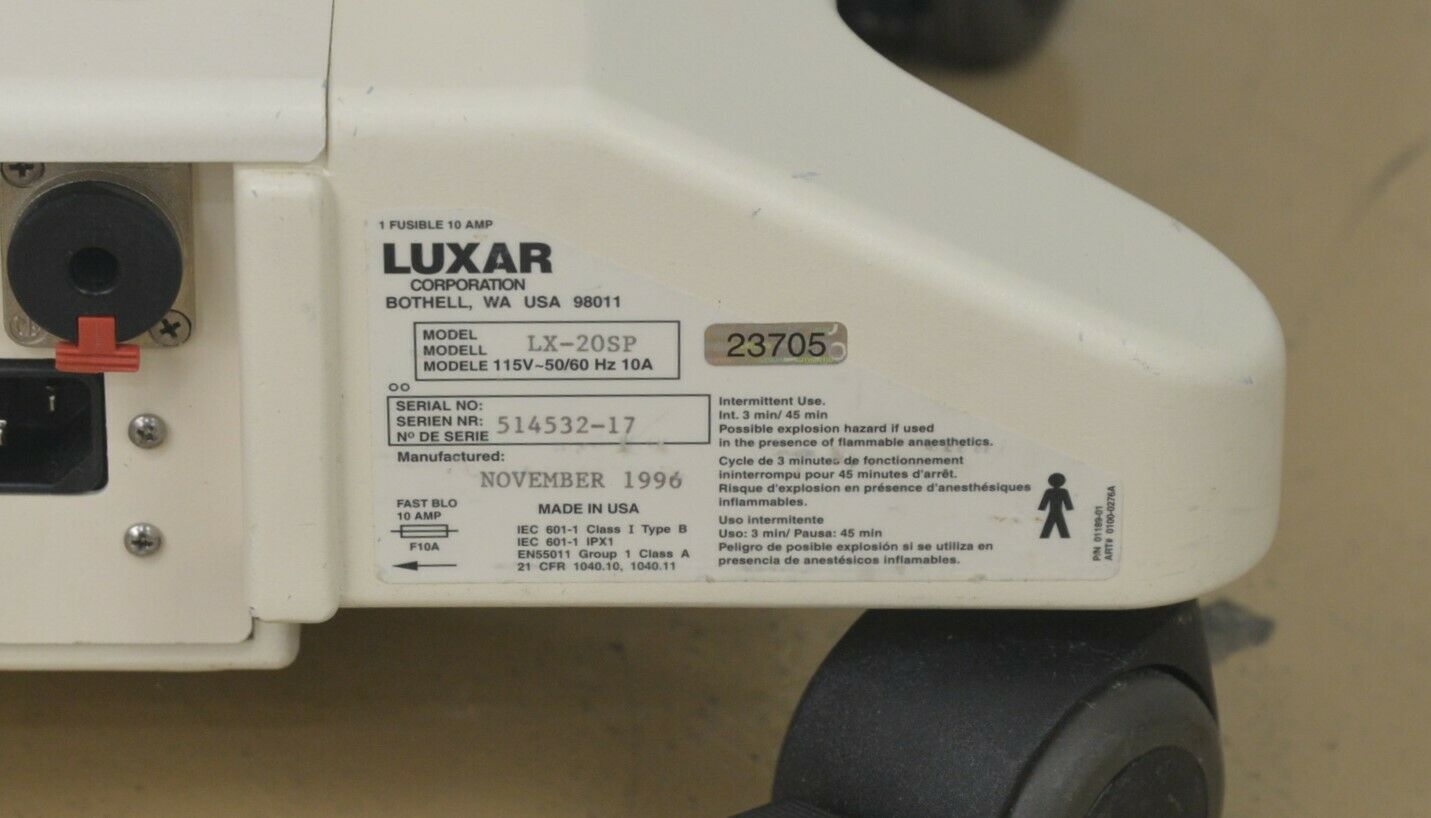 1 FUSIBLE 10 AMP
LUXAR
CORPORATION
BOTHELL, WA USA 98011
MODEL
MODELL LX-20SP
MODELE 115V~50/60 Hz 10A
23705
SERIAL NO:
SERIEN NR: 514532-17
Nº DE SERIE
Manufactured:
NOVEMBER 1996
FAST BLO
10 AMP
F10A
MADE IN USA
IEC 601-1 Class I Type B
IEC 601-1 IPX1
EN55011 Group 1 Class A
21 CFR 1040.10, 1040.11
Intermittent Use.
Int. 3 min/ 45 min
Possible explosion hazard if used
in the presence of flammable anaesthetics.
Cycle de 3 minutes de fonctionnement
ininterrompu pour 45 minutes d'arrêt.
Risque d'explosion en présence d'anesthésiques
inflammables.
Uso intermitente
Uso: 3 min/ Pausa: 45 min
Peligro de posible explosión si se utiliza en
presencia de anestésicos inflamables.
P/N 01189-01
ART# 0100-0276A